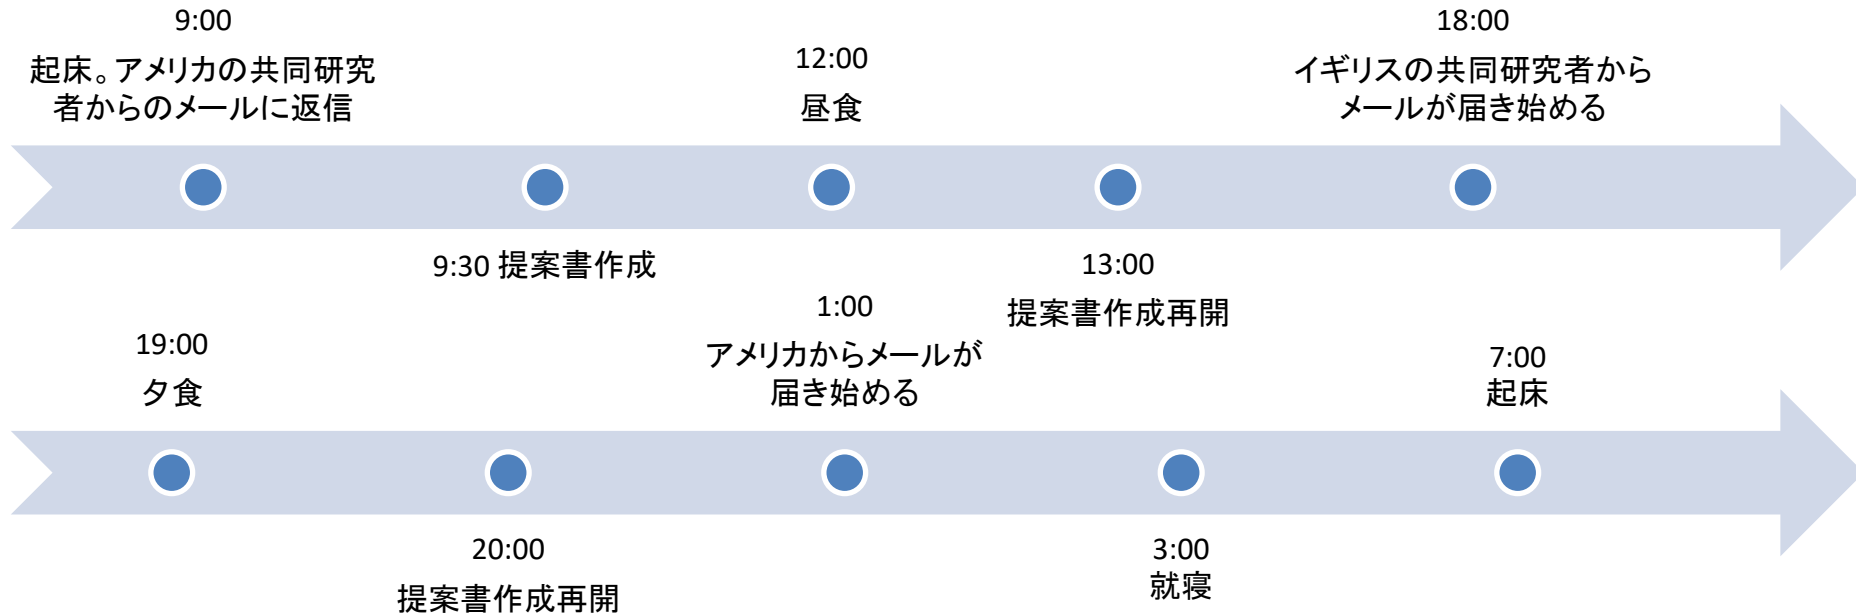 9:00
起床。アメリカの共同研究
者からのメールに返信
9:30 提案書作成
12:00
昼食
13:00
提案書作成再開
18:00
イギリスの共同研究者から
メールが届き始める
19:00
夕食
20:00
提案書作成再開
1:00
アメリカからメールが
届き始める
3:00
就寝
7:00
起床